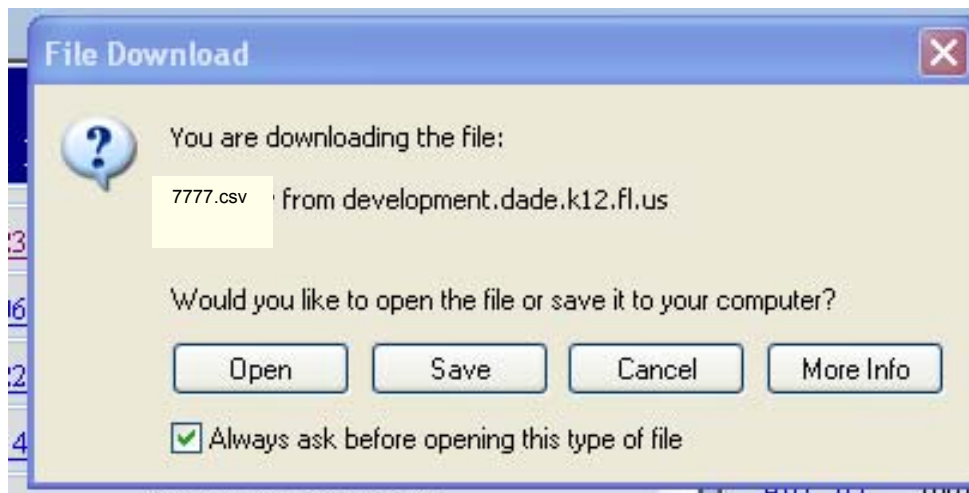 File Download
You are downloading the file:
7777.csv from development.dade.k12.fl.us
Would you like to open the file or save it to your computer?
Open Save Cancel More Info
Always ask before opening this type of file